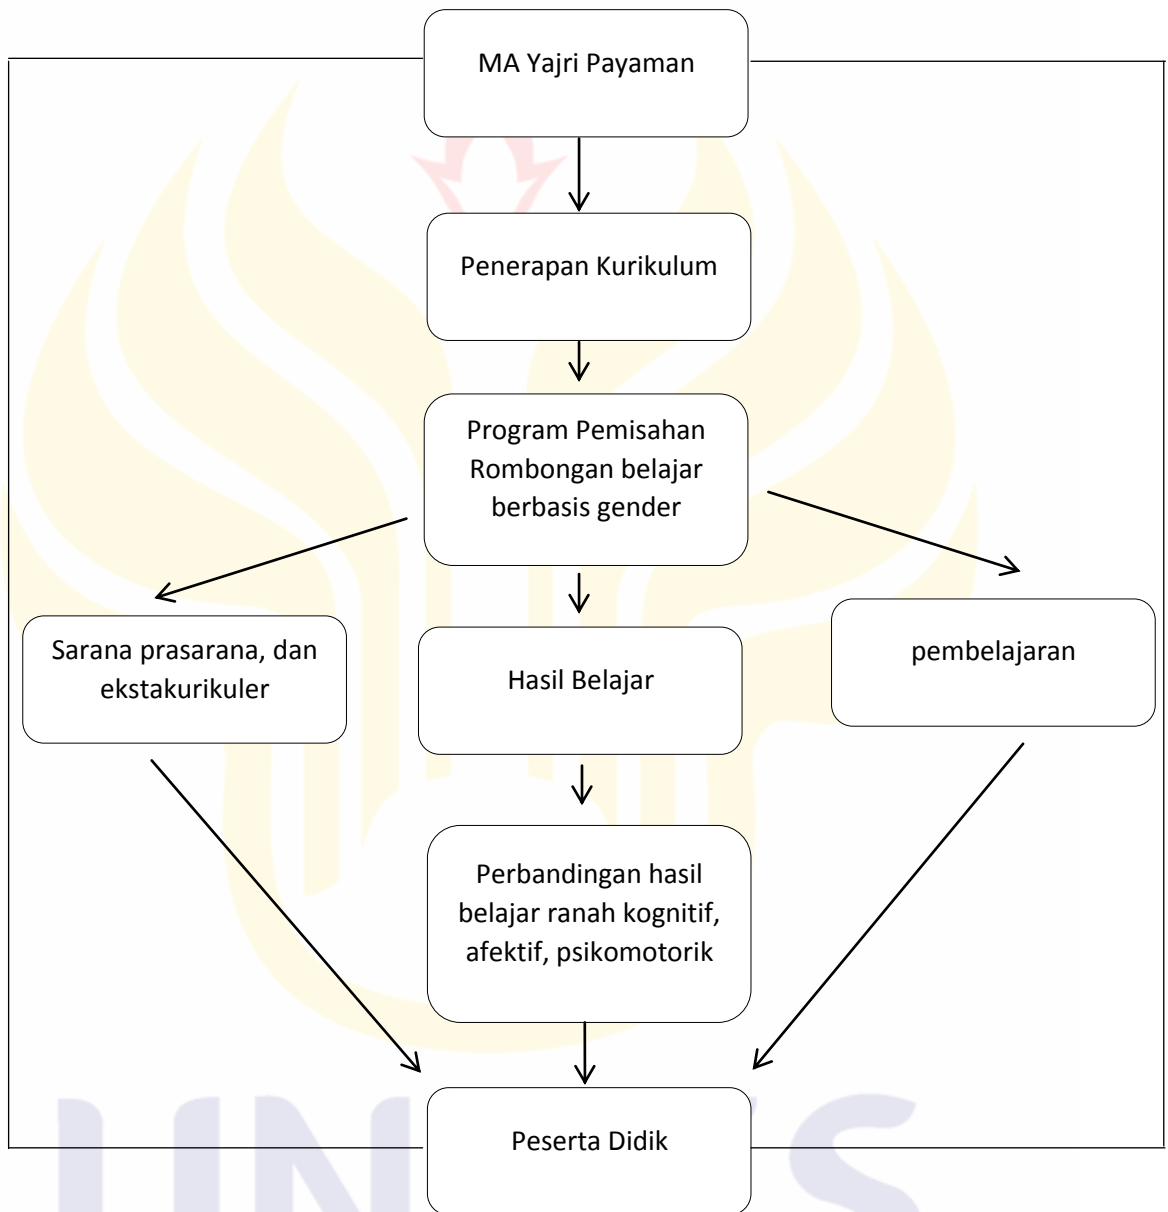 MA Yajri Payaman
Penerapan Kurikulum
Program Pemisahan
Rombongan belajar
berbasis gender
Sarana prasarana, dan
ekstakurikuler
Hasil Belajar
pembelajaran
Perbandingan hasil
belajar ranah kognitif,
afektif, psikomotorik
Peserta Didik